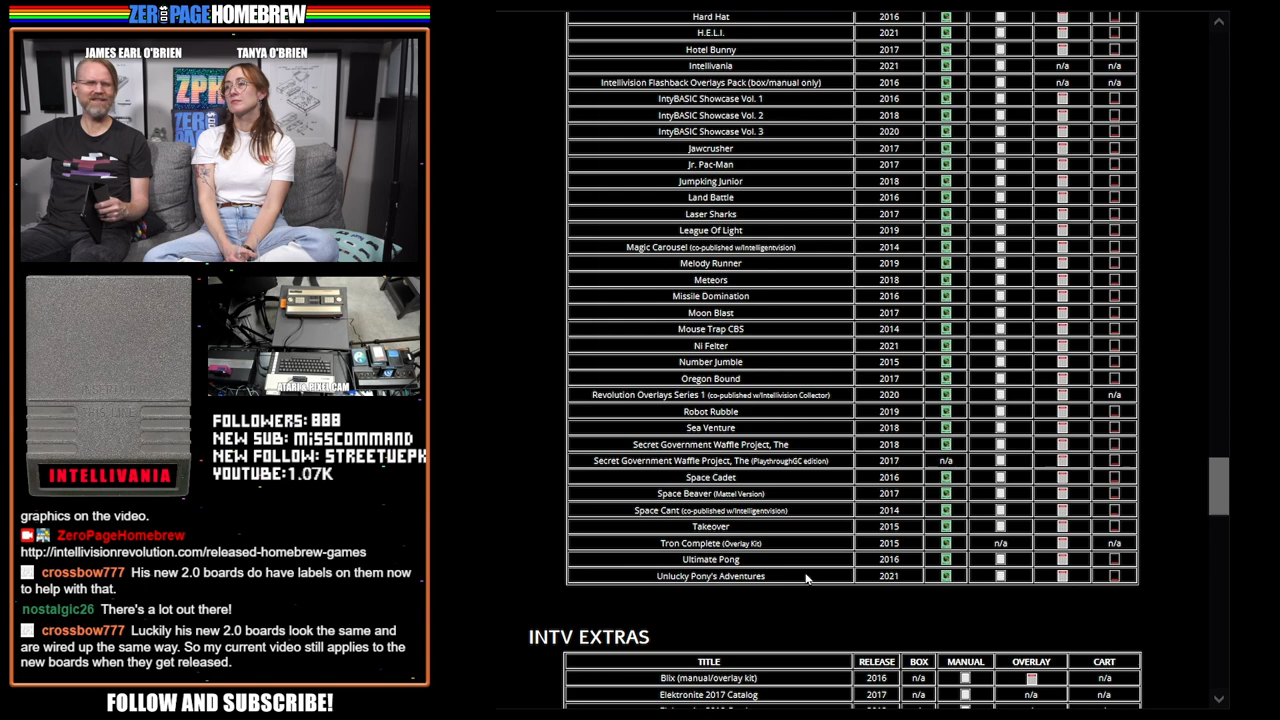 ZERO PAGE HOMEBREW
JAMES EARL O'BRIEN
TANYA O'BRIEN
ZPH
ATARI & PIXEL CAM
THIS LINE
INTELLIVANIA
FOLLOWERS: 888
NEW SUB: MISSCOMMAND
NEW FOLLOW: STREETVEPK
YOUTUBE: 1.07K
graphics on the video.
ZeroPageHomebrew
http://intellivisionrevolution.com/released-homebrew-games
crossbow777 His new 2.0 boards do have labels on them now
to help with that.
nostalgic26 There's a lot out there!
crossbow777 Luckily his new 2.0 boards look the same and
are wired up the same way. So my current video still applies to the
new boards when they get released.
FOLLOW AND SUBSCRIBE!
Hard Hat 2016
H.E.L.I. 2021
Hotel Bunny 2017
Intellivania 2021 n/a n/a
Intellivision Flashback Overlays Pack (box/manual only) 2016 n/a n/a
IntyBASIC Showcase Vol. 1 2016
IntyBASIC Showcase Vol. 2 2018
IntyBASIC Showcase Vol. 3 2020
Jawcrusher 2017
Jr. Pac-Man 2017
Jumpking Junior 2018
Land Battle 2016
Laser Sharks 2017
League Of Light 2019
Magic Carousel (co-published w/Intelligentvision) 2014
Melody Runner 2019
Meteors 2018
Missile Domination 2016
Moon Blast 2017
Mouse Trap CBS 2014
Ni Felter 2021
Number Jumble 2015
Oregon Bound 2017
Revolution Overlays Series 1 (co-published w/Intellivision Collector) 2020 n/a
Robot Rubble 2019
Sea Venture 2018
Secret Government Waffle Project, The 2018
Secret Government Waffle Project, The (PlaythroughGC edition) 2017 n/a
Space Cadet 2016
Space Beaver (Mattel Version) 2017
Space Cant (co-published w/Intelligentvision) 2014
Takeover 2015
Tron Complete (Overlay Kit) 2015 n/a n/a
Ultimate Pong 2016
Unlucky Pony's Adventures 2021
INTV EXTRAS
TITLE RELEASE BOX MANUAL OVERLAY CART
Blix (manual/overlay kit) 2016 n/a n/a
Elektronite 2017 Catalog 2017 n/a n/a n/a